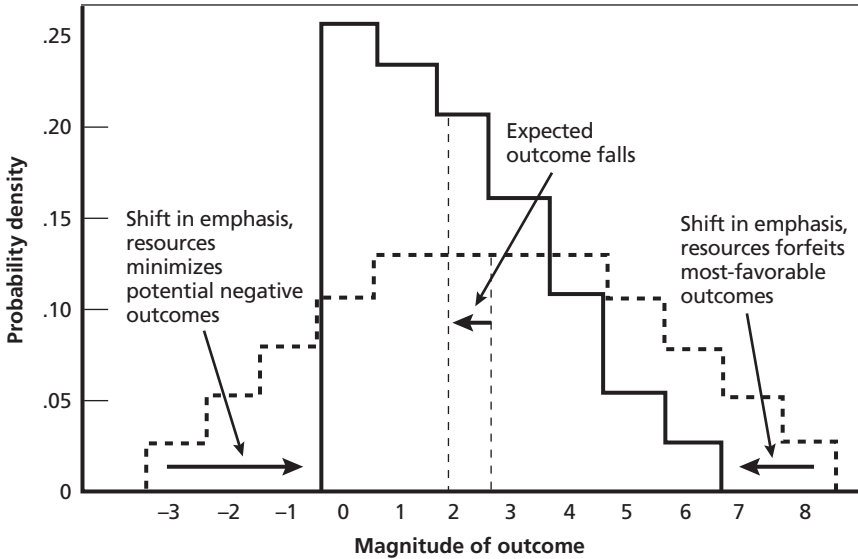 Probability density
.25
.20
.15
.10
.05
0
Shift in emphasis,
resources
minimizes
potential negative
outcomes
Expected
outcome falls
Shift in emphasis,
resources forfeits
most-favorable
outcomes
–3 –2 –1 0 1 2 3 4 5 6 7 8
Magnitude of outcome